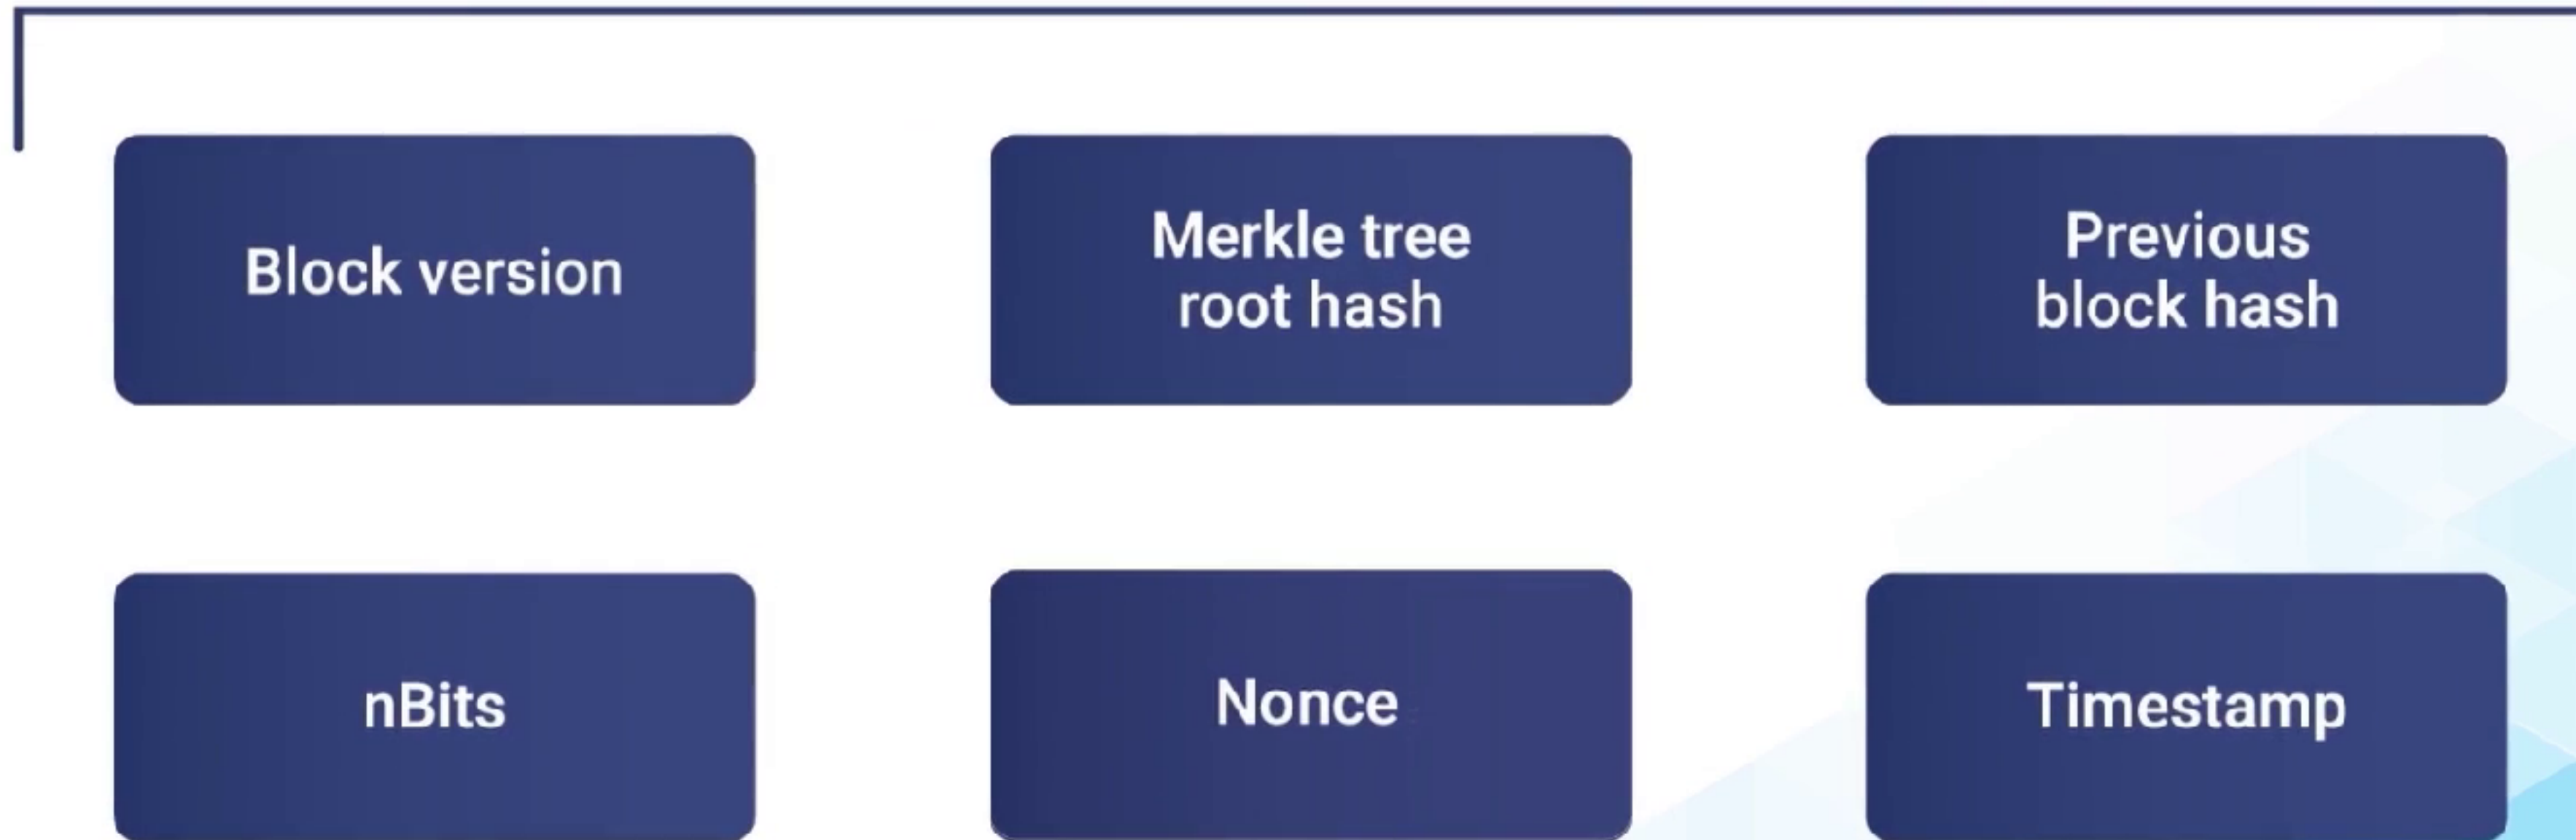 Block version
Merkle tree
root hash
Previous
block hash
nBits
Nonce
Timestamp